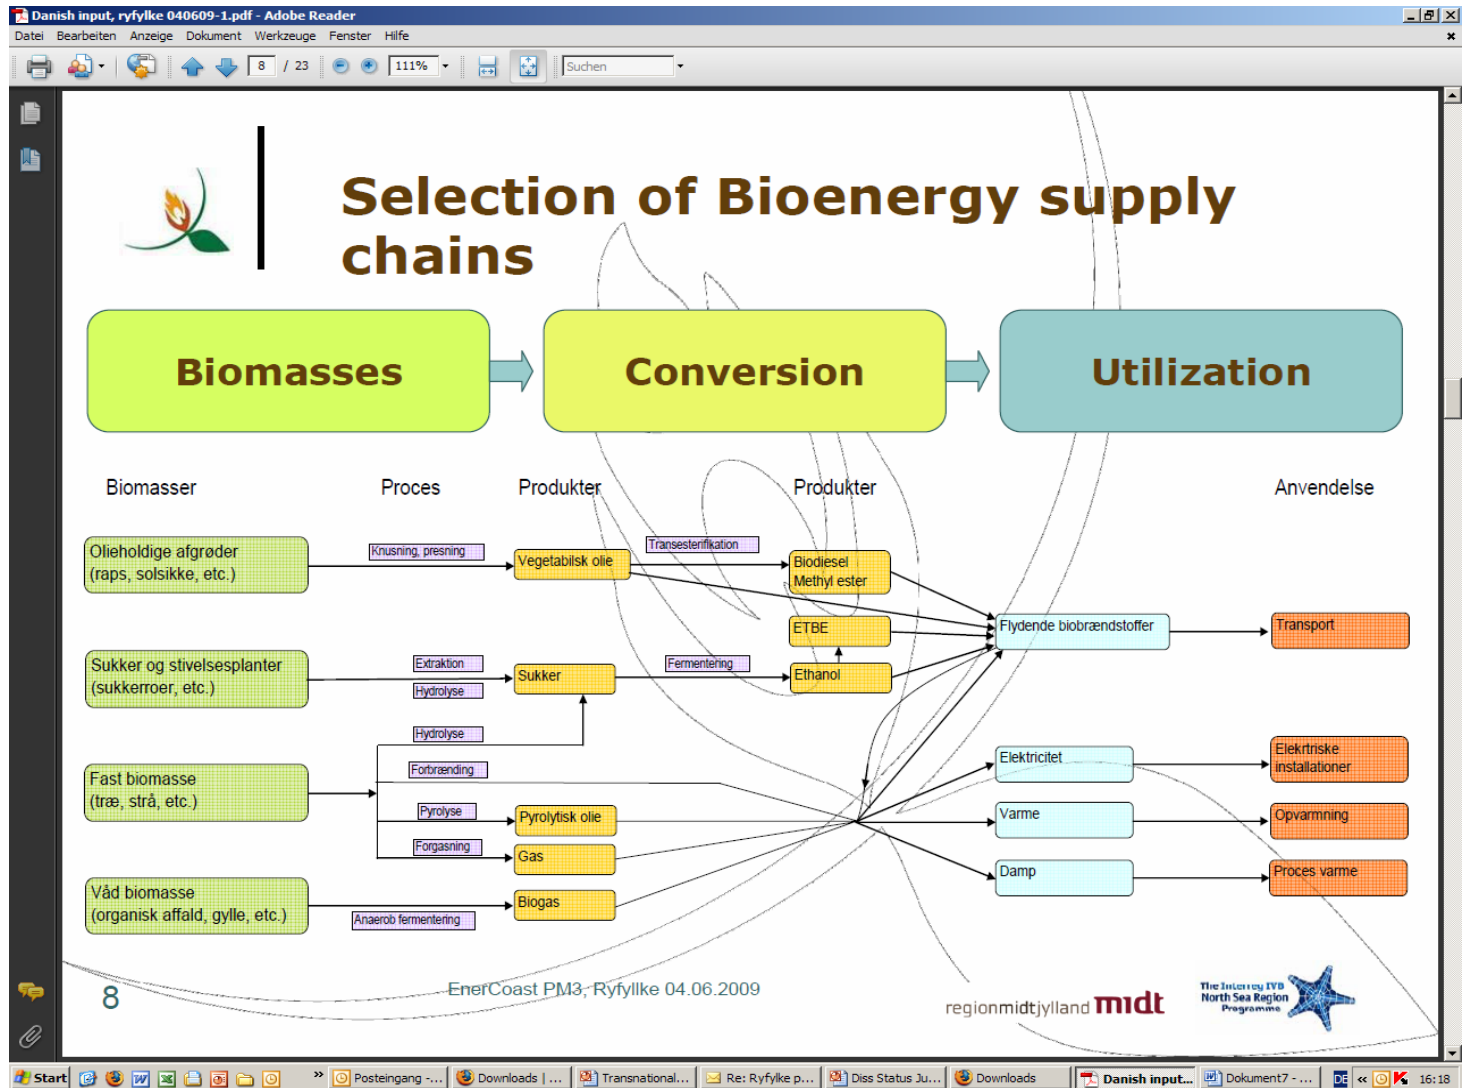 Danish input, ryfylke 040609-1.pdf - Adobe Reader
Datei Bearbeiten Anzeige Dokument Werkzeuge Fenster Hilfe
8 / 23 111% Suchen
Selection of Bioenergy supply
chains
Biomasses
Conversion
Utilization
Biomasser
Proces
Produkter
Produkter
Anvendelse
Olieholdige afgrøder
(raps, solsikke, etc.)
Knusning, presning
Vegetabilsk olie
Transesterifikation
Biodiesel
Methyl ester
ETBE
Flydende biobrændstoffer
Transport
Sukker og stivelsesplanter
(sukkerroer, etc.)
Extraktion
Hydrolyse
Sukker
Fermentering
Ethanol
Hydrolyse
Fast biomasse
(træ, strå, etc.)
Forbrænding
Pyrolyse
Pyrolytisk olie
Forgasning
Gas
Elektricitet
Elekrtriske
installationer
Varme
Opvarmning
Damp
Proces varme
Våd biomasse
(organisk affald, gylle, etc.)
Anaerob fermentering
Biogas
8
EnerCoast PM3, Ryfyllke 04.06.2009
regionmidtjylland midt
The Interreg IVB
North Sea Region
Programme
Start » Posteingang -... Downloads | ... Transnational... Re: Ryfylke p... Diss Status Ju... Downloads Danish input... Dokument7 - ... DE « 16:18